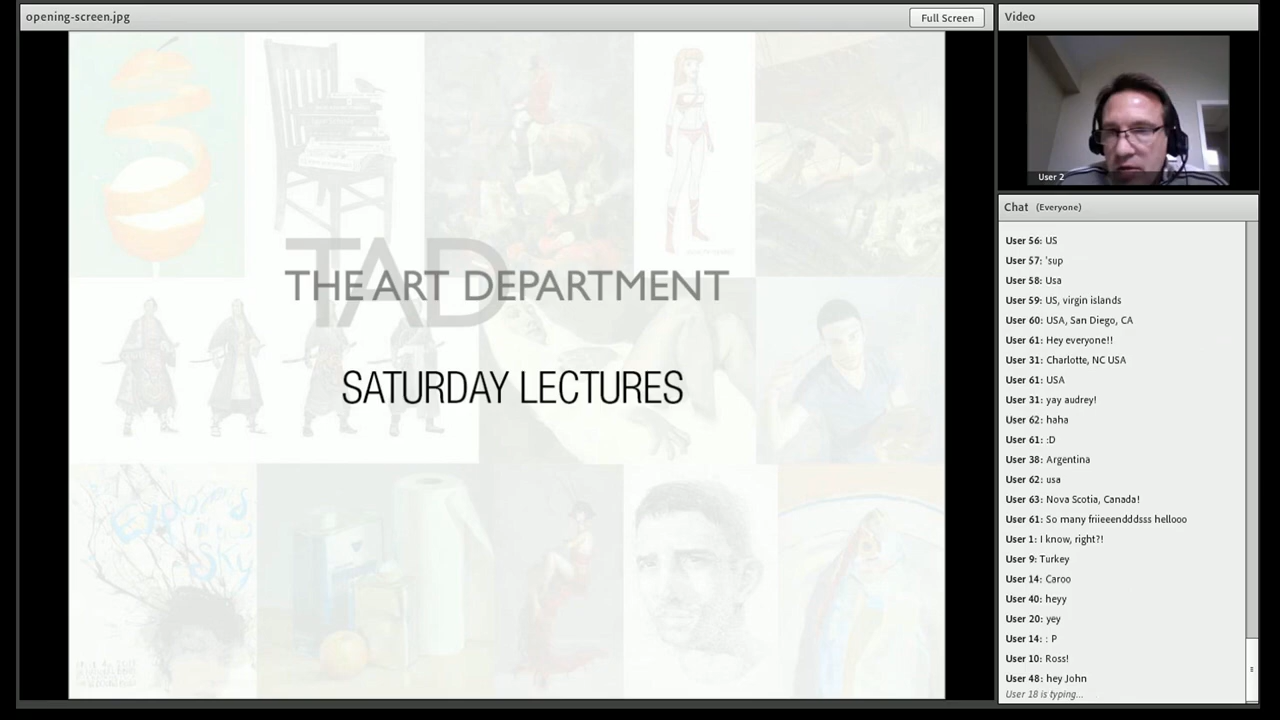 opening-screen.jpg
Full Screen
TAD
THE ART DEPARTMENT
SATURDAY LECTURES
Video
User 2
Chat (Everyone)
User 56: US
User 57: 'sup
User 58: Usa
User 59: US, virgin islands
User 60: USA, San Diego, CA
User 61: Hey everyone!!
User 31: Charlotte, NC USA
User 61: USA
User 31: yay audrey!
User 62: haha
User 61: :D
User 38: Argentina
User 62: usa
User 63: Nova Scotia, Canada!
User 61: So many friieeendddsss hellooo
User 1: I know, right?!
User 9: Turkey
User 14: Caroo
User 40: heyy
User 20: yey
User 14: : P
User 10: Ross!
User 48: hey John
User 18 is typing...